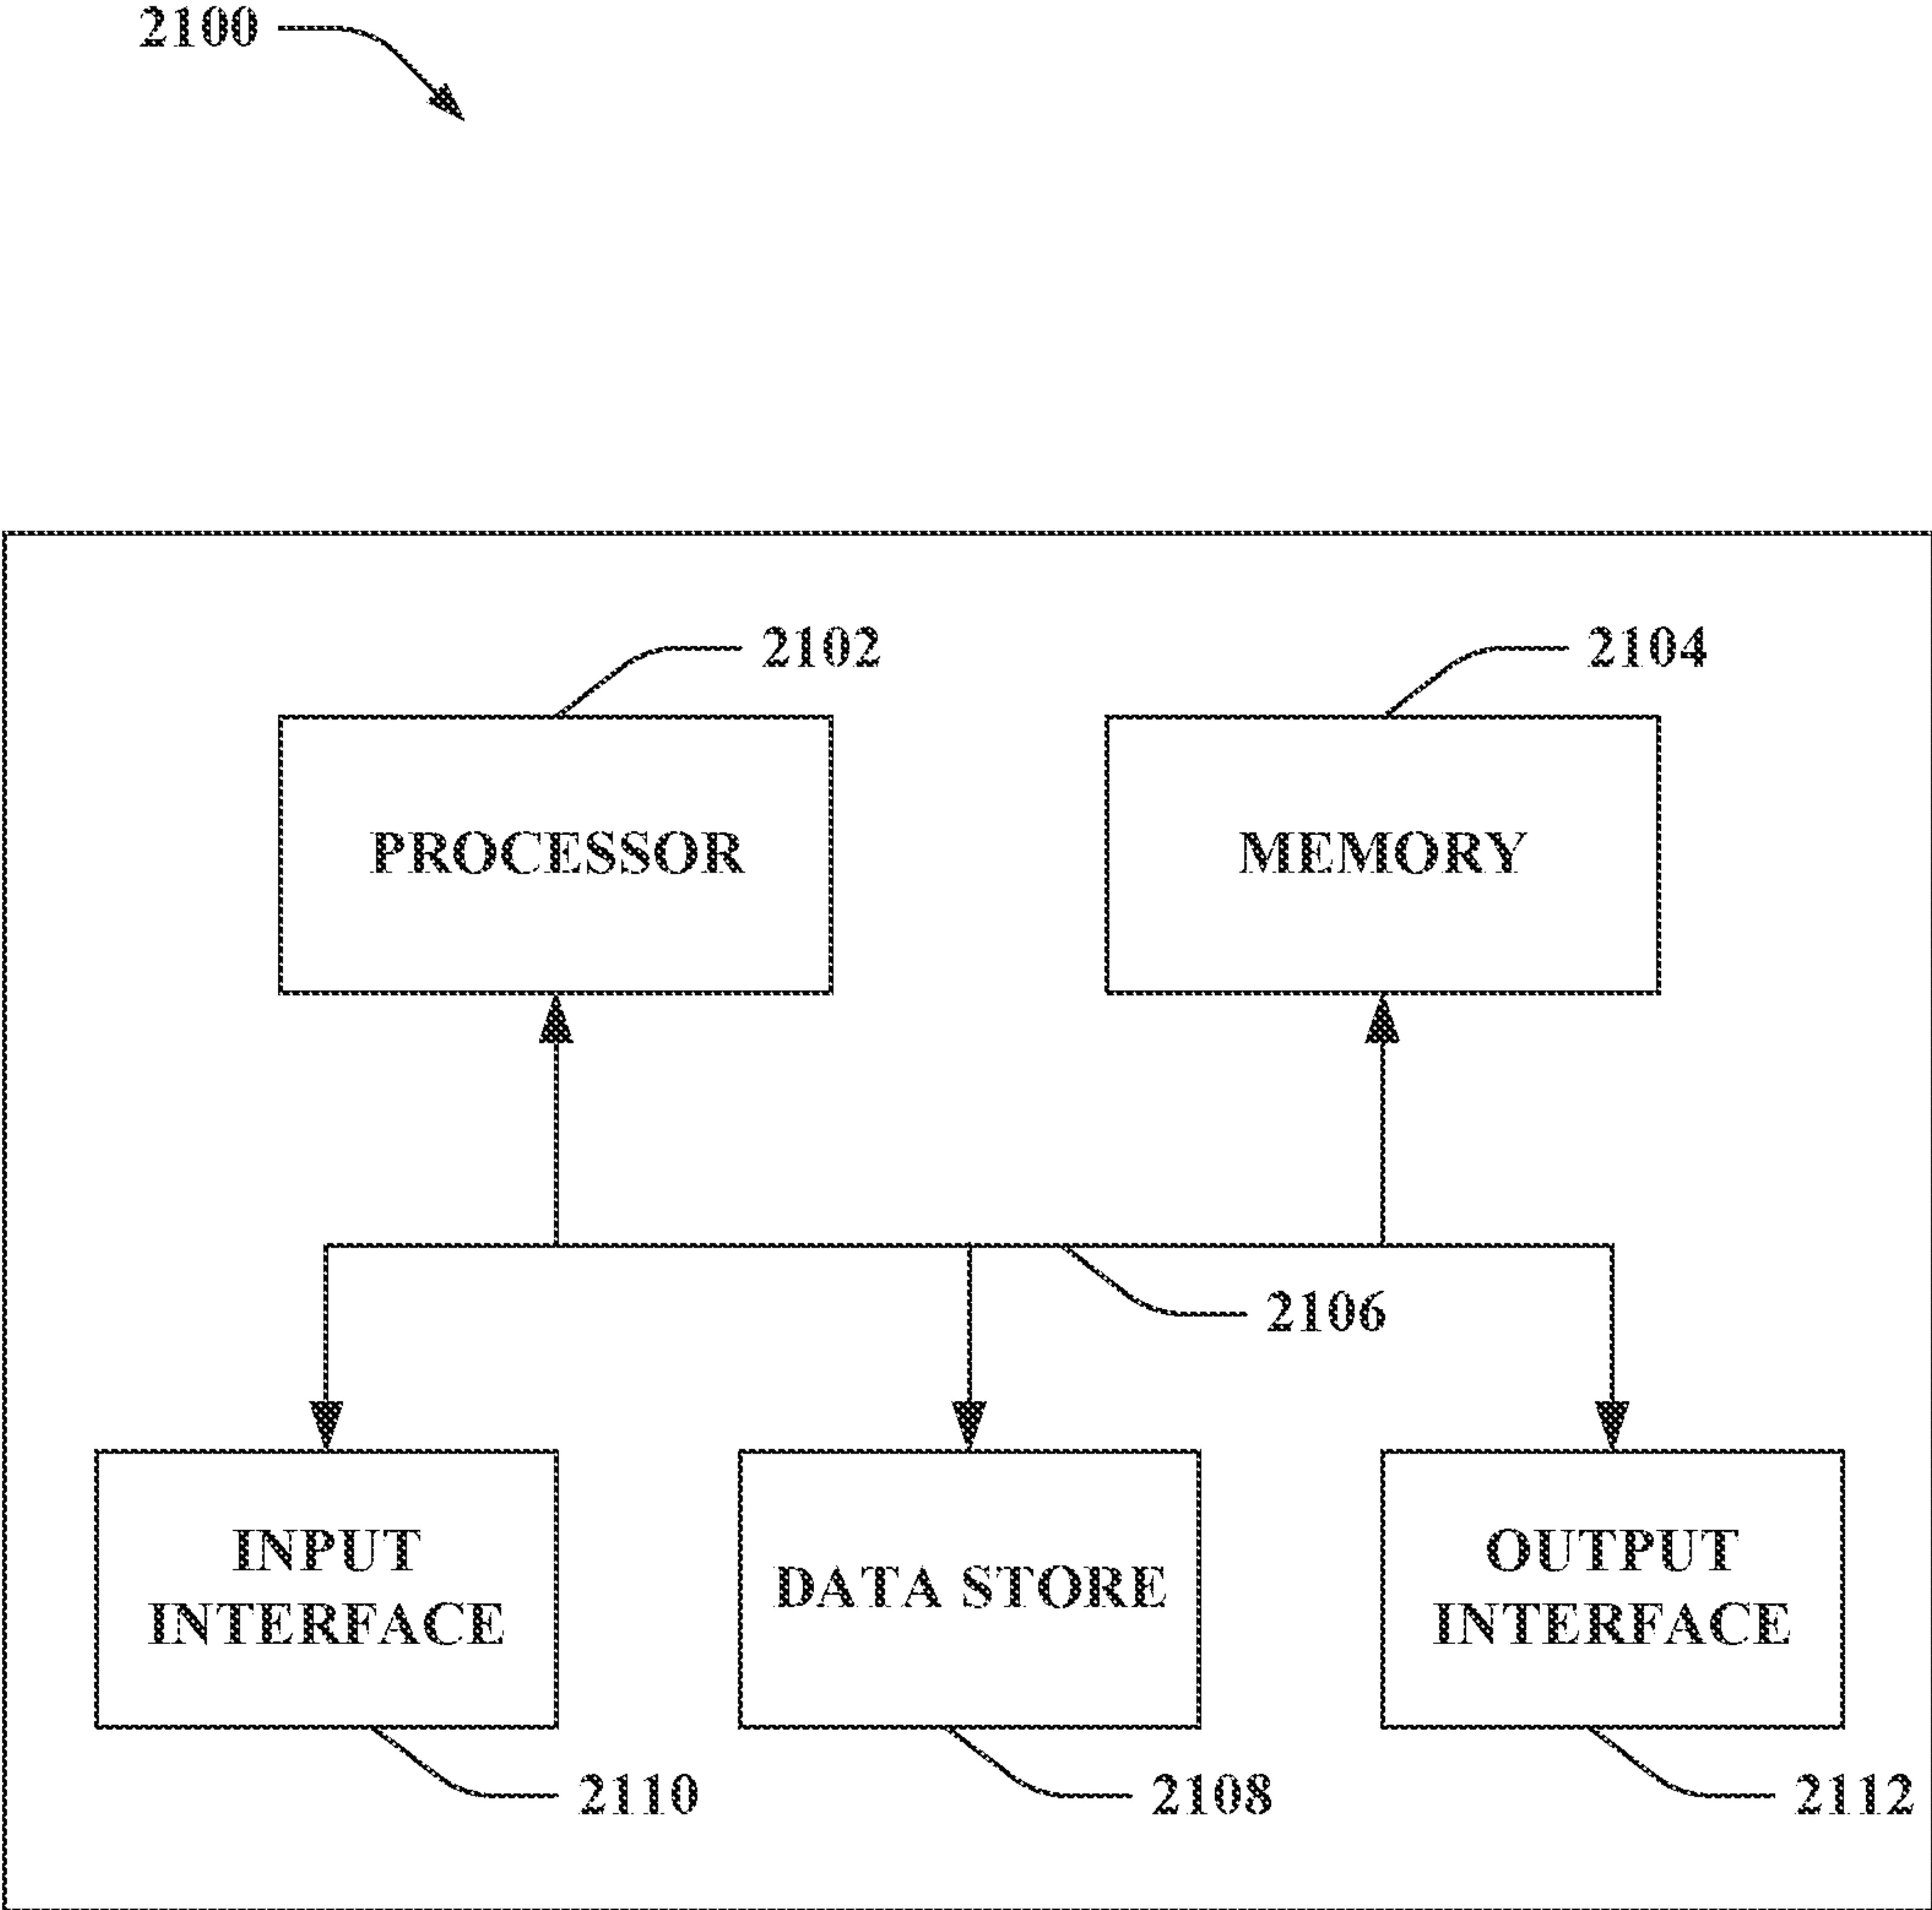 2100
2102
2104
PROCESSOR
MEMORY
2106
INPUT
INTERFACE
DATA STORE
OUTPUT
INTERFACE
2110
2108
2112